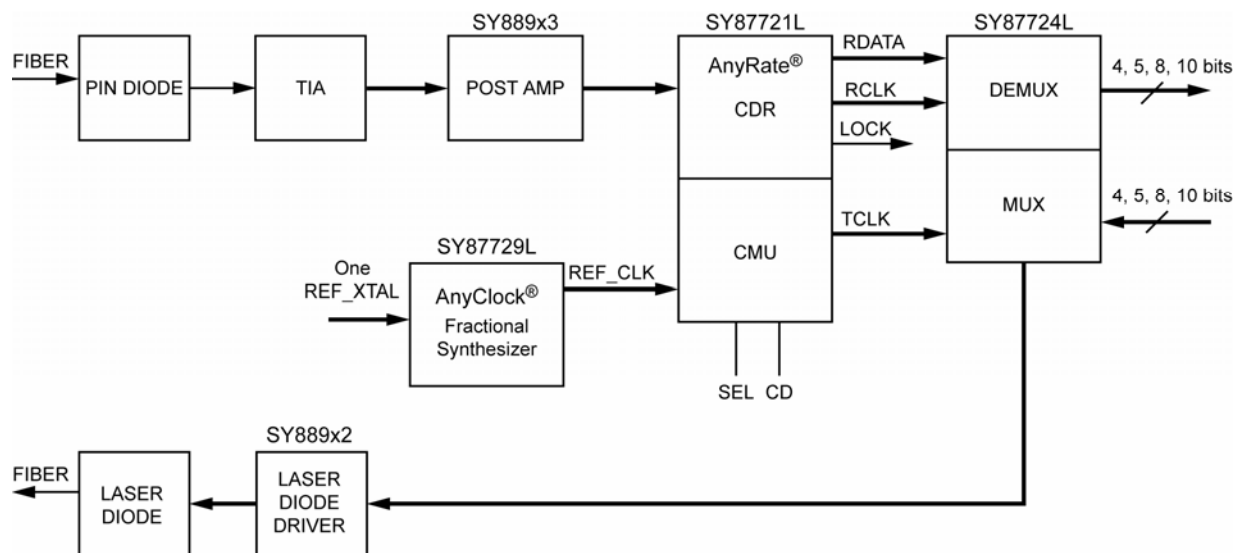 SY889x3
SY87721L
SY87724L
FIBER
PIN DIODE
TIA
POST AMP
AnyRate®
CDR
RDATA
RCLK
LOCK
DEMUX
4, 5, 8, 10 bits
MUX
4, 5, 8, 10 bits
CMU
TCLK
SY87729L
One
REF_XTAL
AnyClock®
Fractional
Synthesizer
REF_CLK
SEL CD
SY889x2
FIBER
LASER
DIODE
LASER
DIODE
DRIVER